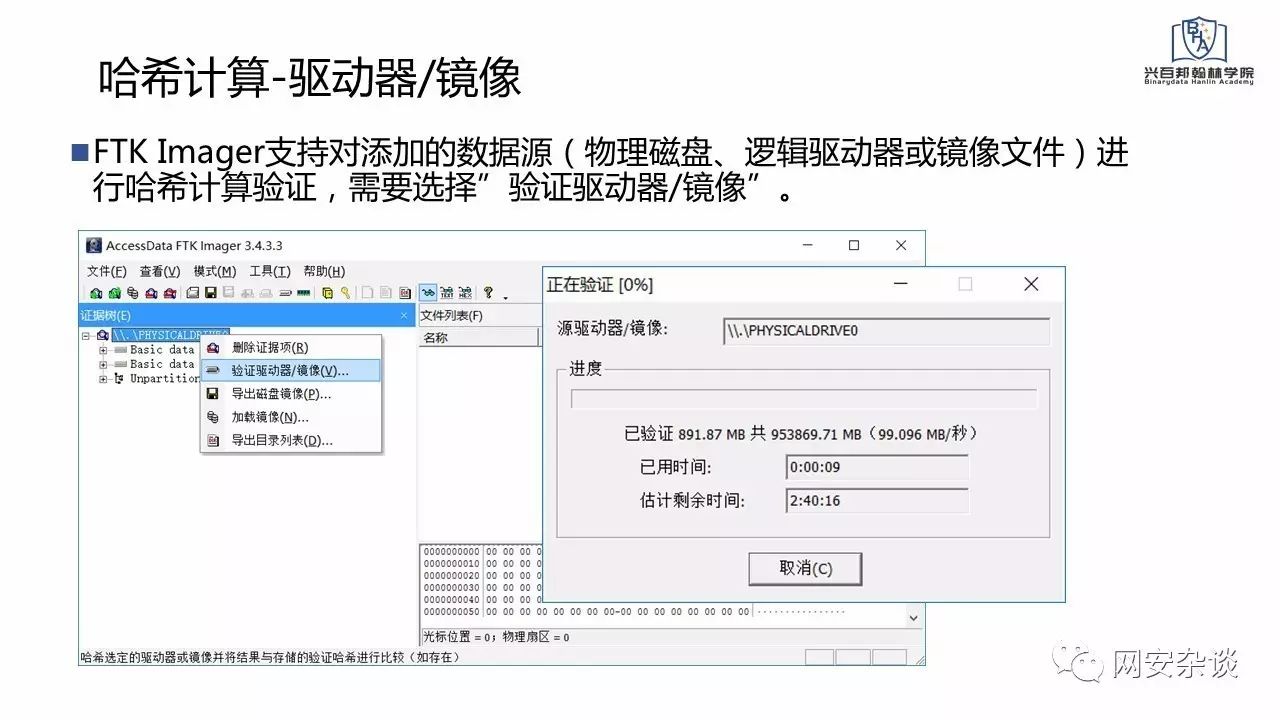 兴百邦翰林学院
Binarydata Hanlin Academy
哈希计算-驱动器/镜像
FTK Imager支持对添加的数据源（物理磁盘、逻辑驱动器或镜像文件）进
行哈希计算验证，需要选择”验证驱动器/镜像”。
AccessData FTK Imager 3.4.3.3
文件(F) 查看(V) 模式(M) 工具(T) 帮助(H)
证据树(E)
文件列表(F)
名称
\\.\PHYSICALDRIVE0
Basic data
Basic data
Unpartition
删除证据项(R)
验证驱动器/镜像(V)...
导出磁盘镜像(P)...
加载镜像(N)...
导出目录列表(D)...
正在验证 [0%]
源驱动器/镜像: \\.\PHYSICALDRIVE0
进度
已验证 891.87 MB 共 953869.71 MB（99.096 MB/秒）
已用时间: 0:00:09
估计剩余时间: 2:40:16
取消(C)
0000000000 00 00 00 0
0000000010 00 00 00 0
0000000020 00 00 00 0
0000000030 00 00 00 0
0000000040 00 00 00 0
0000000050 00 00 00 00 00 00 00 00-00 00 00 00 00 00 00 00 ................
光标位置 = 0；物理扇区 = 0
哈希选定的驱动器或镜像并将结果与存储的验证哈希进行比较（如存在）
网安杂谈